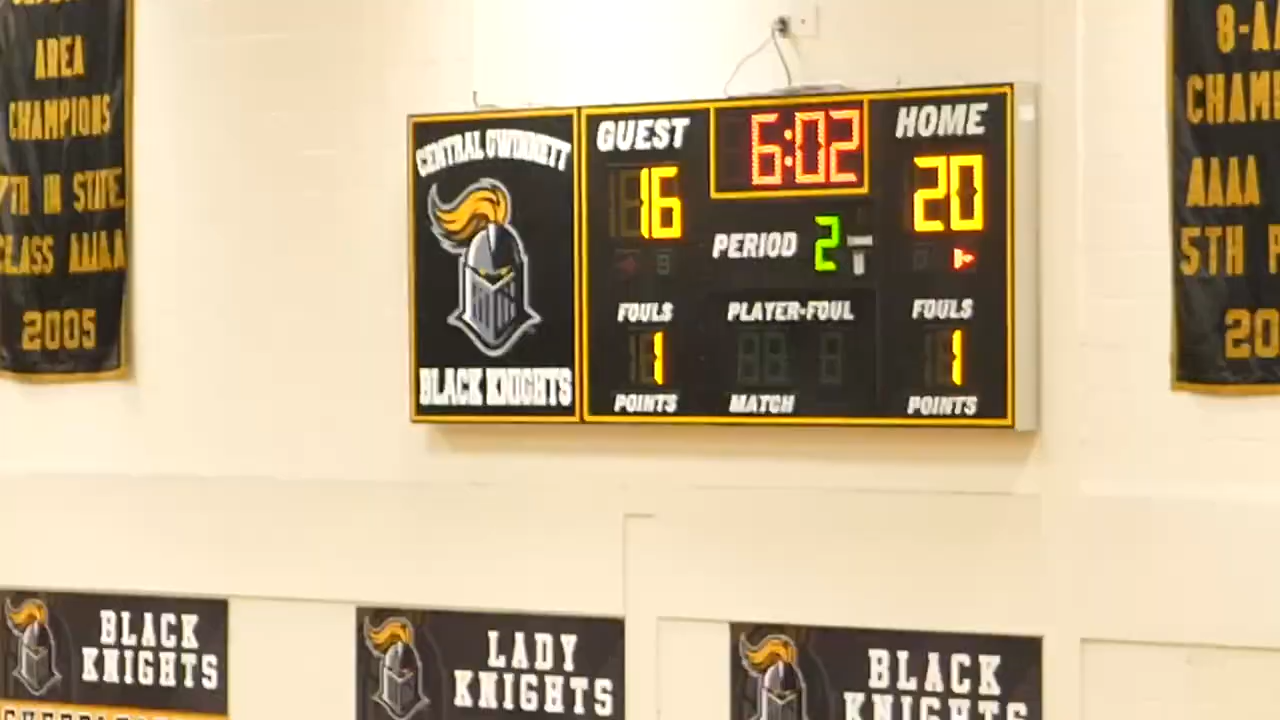 AREA
CHAMPIONS
7TH IN STATE
CLASS AAAA
2005
CENTRAL GWINNETT
BLACK KNIGHTS
GUEST
6:02
HOME
16
20
PERIOD 2
FOULS
PLAYER-FOUL
FOULS
1
1
POINTS
MATCH
POINTS
8-AA
CHAM
AAAA
5TH P
20
BLACK
KNIGHTS
LADY
KNIGHTS
BLACK
KNIGHTS